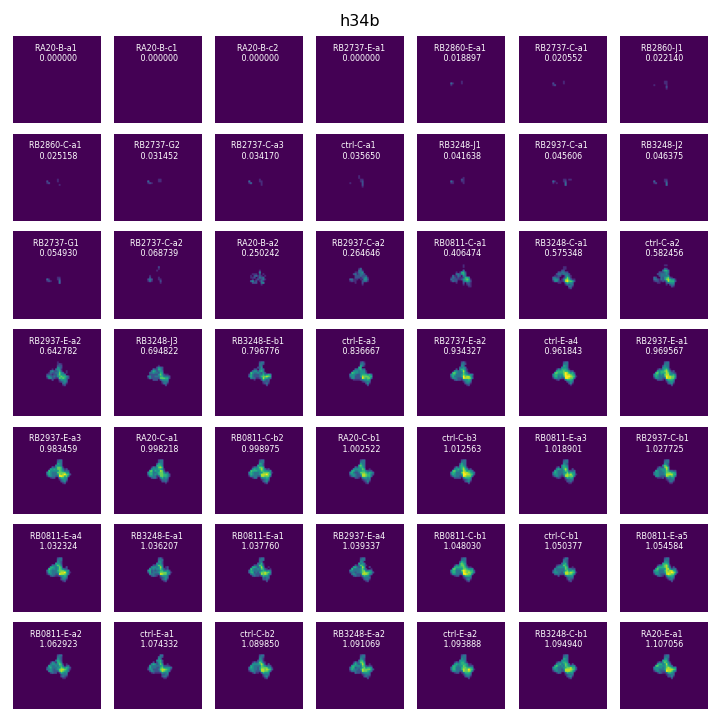 h34b
RA20-B-a1
0.000000
RA20-B-c1
0.000000
RA20-B-c2
0.000000
RB2737-E-a1
0.000000
RB2860-E-a1
0.018897
RB2737-C-a1
0.020552
RB2860-J1
0.022140
RB2860-C-a1
0.025158
RB2737-G2
0.031452
RB2737-C-a3
0.034170
ctrl-C-a1
0.035650
RB3248-J1
0.041638
RB2937-C-a1
0.045606
RB3248-J2
0.046375
RB2737-G1
0.054930
RB2737-C-a2
0.068739
RA20-B-a2
0.250242
RB2937-C-a2
0.264646
RB0811-C-a1
0.406474
RB3248-C-a1
0.575348
ctrl-C-a2
0.582456
RB2937-E-a2
0.642782
RB3248-J3
0.694822
RB3248-E-b1
0.796776
ctrl-E-a3
0.836667
RB2737-E-a2
0.934327
ctrl-E-a4
0.961843
RB2937-E-a1
0.969567
RB2937-E-a3
0.983459
RA20-C-a1
0.998218
RB0811-C-b2
0.998975
RA20-C-b1
1.002522
ctrl-C-b3
1.012563
RB0811-E-a3
1.018901
RB2937-C-b1
1.027725
RB0811-E-a4
1.032324
RB3248-E-a1
1.036207
RB0811-E-a1
1.037760
RB2937-E-a4
1.039337
RB0811-C-b1
1.048030
ctrl-C-b1
1.050377
RB0811-E-a5
1.054584
RB0811-E-a2
1.062923
ctrl-E-a1
1.074332
ctrl-C-b2
1.089850
RB3248-E-a2
1.091069
ctrl-E-a2
1.093888
RB3248-C-b1
1.094940
RA20-E-a1
1.107056